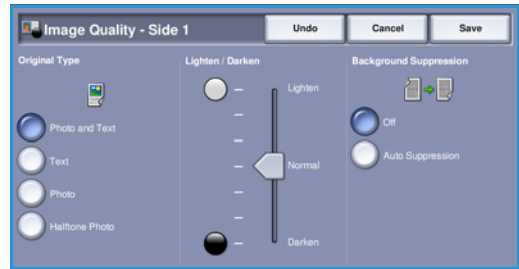 Image Quality - Side 1
Undo
Cancel
Save
Original Type
Photo and Text
Text
Photo
Halftone Photo
Lighten / Darken
Lighten
Normal
Darken
Background Suppression
Off
Auto Suppression